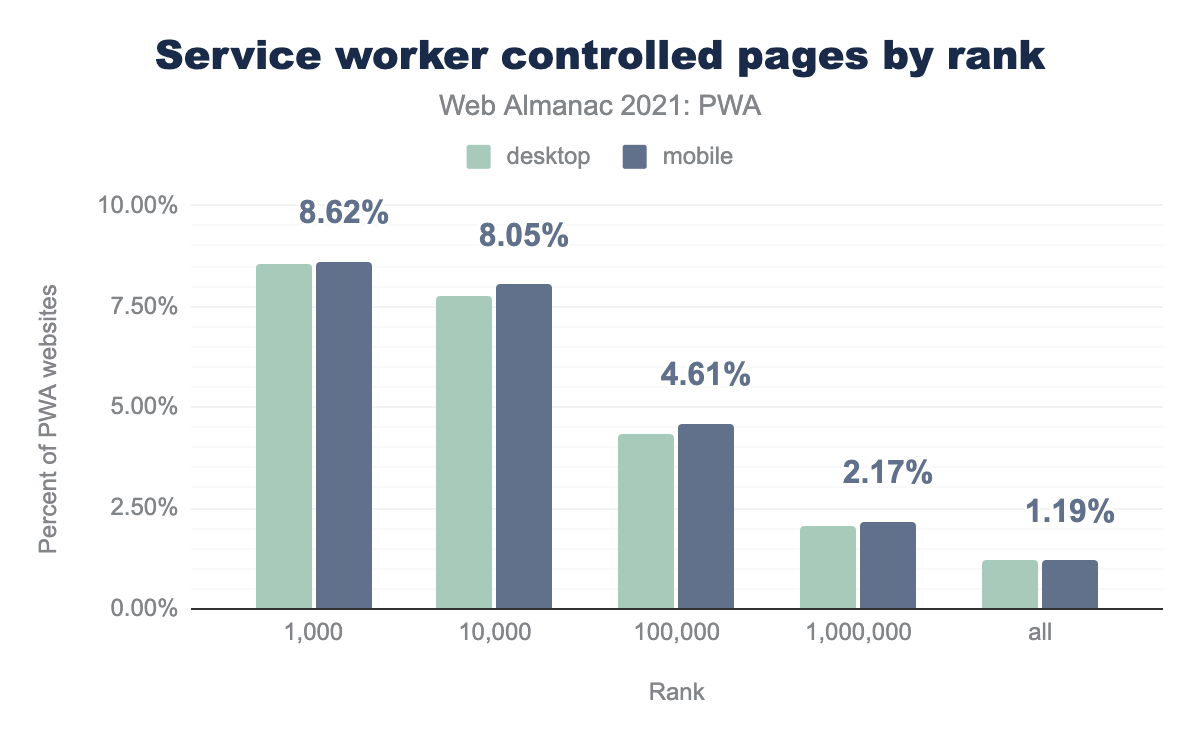 Service worker controlled pages by rank
Web Almanac 2021: PWA
desktop mobile
10.00%
7.50%
5.00%
2.50%
0.00%
Percent of PWA websites
8.62%
8.05%
4.61%
2.17%
1.19%
1,000 10,000 100,000 1,000,000 all
Rank